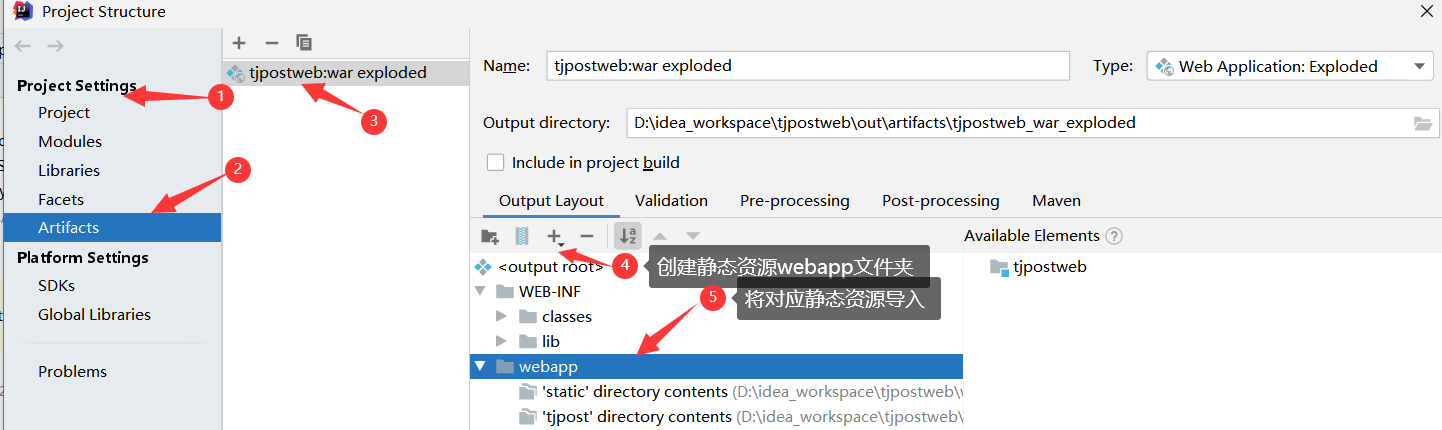 Project Structure
Project Settings
1
Project
Modules
Libraries
Facets
2
Artifacts
Platform Settings
SDKs
Global Libraries
Problems
tjpostweb:war exploded
3
Name:
tjpostweb:war exploded
Type:
Web Application: Exploded
Output directory:
D:\idea_workspace\tjpostweb\out\artifacts\tjpostweb_war_exploded
Include in project build
Output Layout
Validation
Pre-processing
Post-processing
Maven
Available Elements
<output root>
4
创建静态资源webapp文件夹
tjpostweb
WEB-INF
5
将对应静态资源导入
classes
lib
webapp
'static' directory contents (D:\idea_workspace\tjpostweb\
'tjpost' directory contents (D:\idea_workspace\tjpostweb\